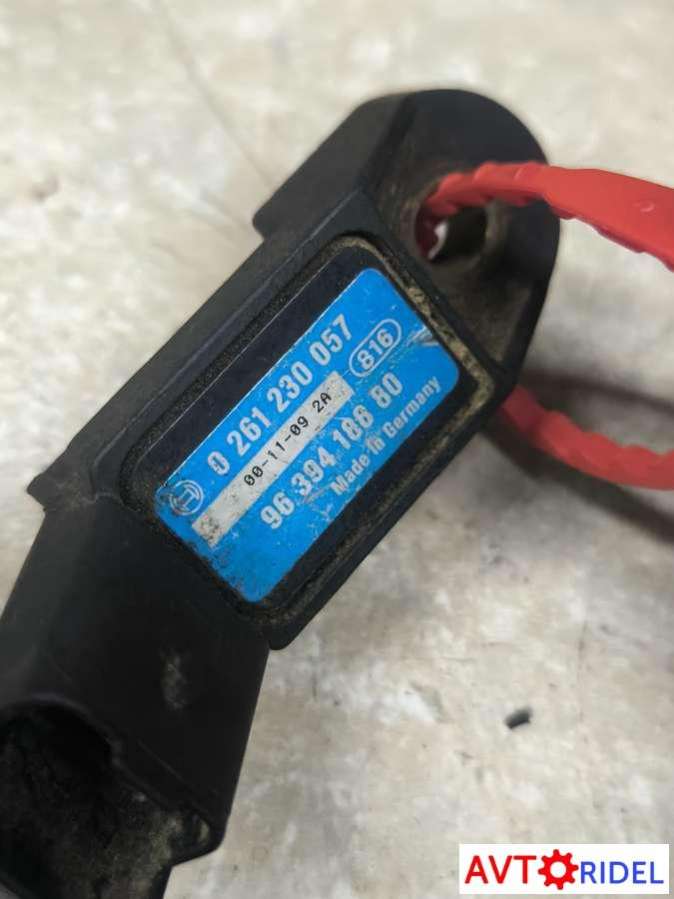 0 261 230 057
816
00-11-09 2A
96 394 186 80
Made in Germany
AVTORIDEL